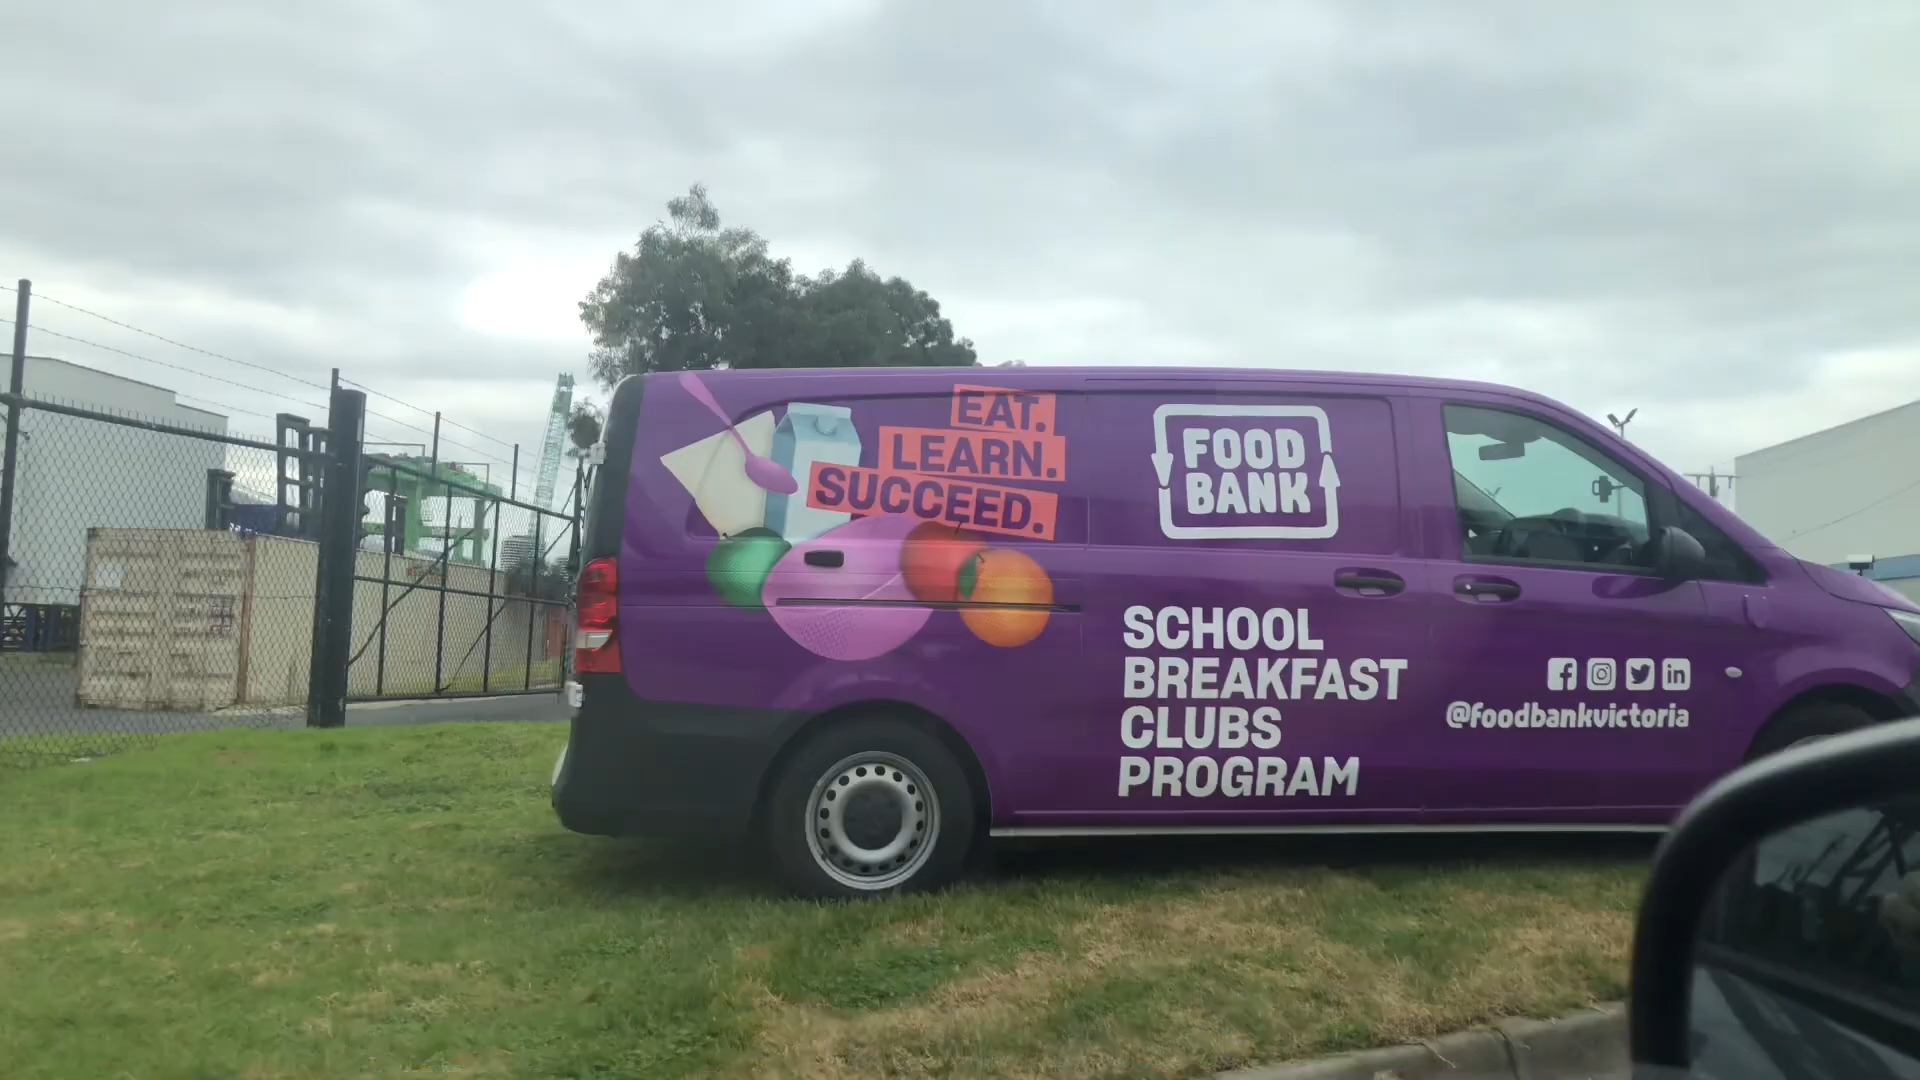 EAT.
LEARN.
SUCCEED.
FOOD
BANK
SCHOOL
BREAKFAST
CLUBS
PROGRAM
@foodbankvictoria